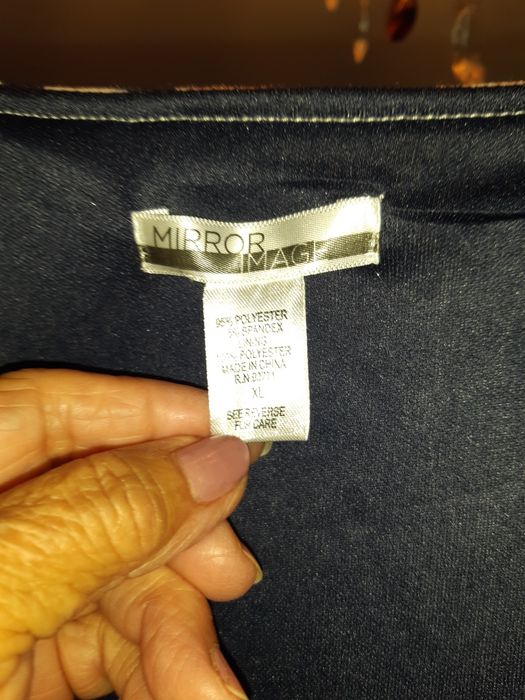 MIRROR
IMAGE
95% POLYESTER
5% SPANDEX
LINING
100% POLYESTER
MADE IN CHINA
R.N
XL
SEE REVERSE
FOR CARE